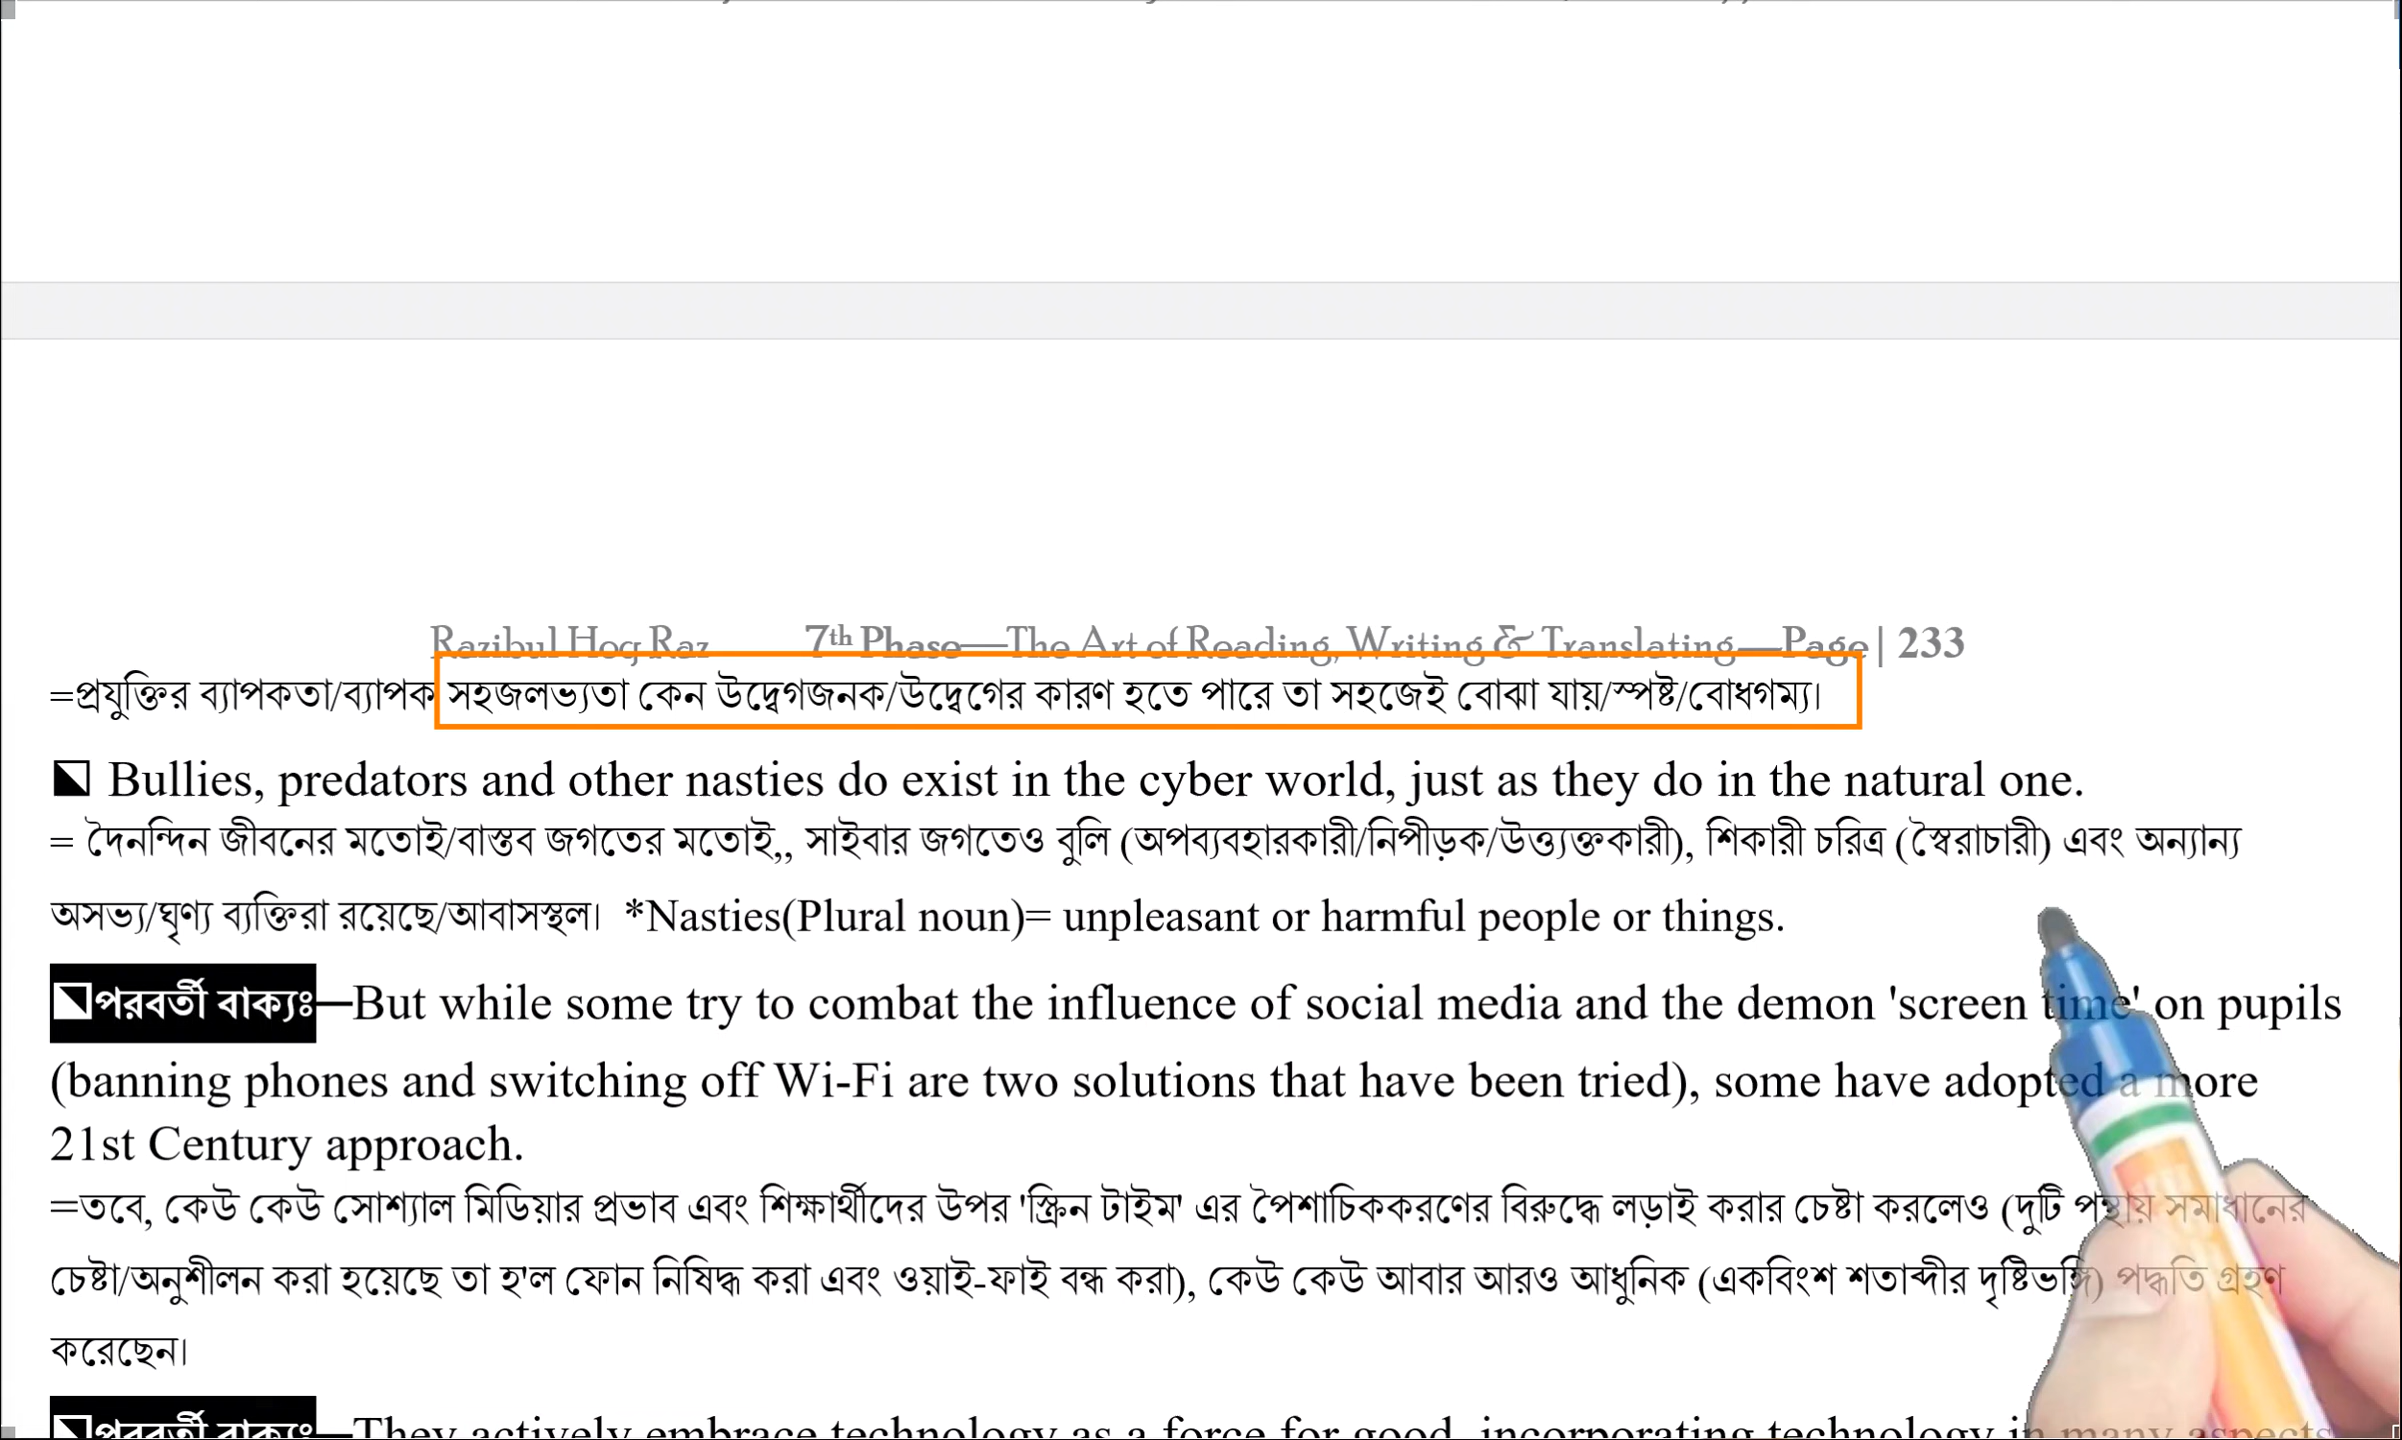 Razibul Hoq Raz 7th Phase—The Art of Reading, Writing & Translating—Page | 233
=প্রযুক্তির ব্যাপকতা/ব্যাপক সহজলভ্যতা কেন উদ্বেগজনক/উদ্বেগের কারণ হতে পারে তা সহজেই বোঝা যায়/স্পষ্ট/বোধগম্য।
Bullies, predators and other nasties do exist in the cyber world, just as they do in the natural one.
= দৈনন্দিন জীবনের মতোই/বাস্তব জগতের মতোই,, সাইবার জগতেও বুলি (অপব্যবহারকারী/নিপীড়ক/উত্ত্যক্তকারী), শিকারী চরিত্র (স্বৈরাচারী) এবং অন্যান্য
অসভ্য/ঘৃণ্য ব্যক্তিরা রয়েছে/আবাসস্থল। *Nasties(Plural noun)= unpleasant or harmful people or things.
পরবর্তী বাক্যঃ—But while some try to combat the influence of social media and the demon 'screen time' on pupils
(banning phones and switching off Wi-Fi are two solutions that have been tried), some have adopted a more
21st Century approach.
=তবে, কেউ কেউ সোশ্যাল মিডিয়ার প্রভাব এবং শিক্ষার্থীদের উপর 'স্ক্রিন টাইম' এর পৈশাচিককরণের বিরুদ্ধে লড়াই করার চেষ্টা করলেও (দুটি পন্থায় সমাধানের
চেষ্টা/অনুশীলন করা হয়েছে তা হ'ল ফোন নিষিদ্ধ করা এবং ওয়াই-ফাই বন্ধ করা), কেউ কেউ আবার আরও আধুনিক (একবিংশ শতাব্দীর দৃষ্টিভঙ্গি) পদ্ধতি গ্রহণ
করেছেন।
পরবর্তী বাক্যঃ—They actively embrace technology as a force for good, incorporating technology in many aspects